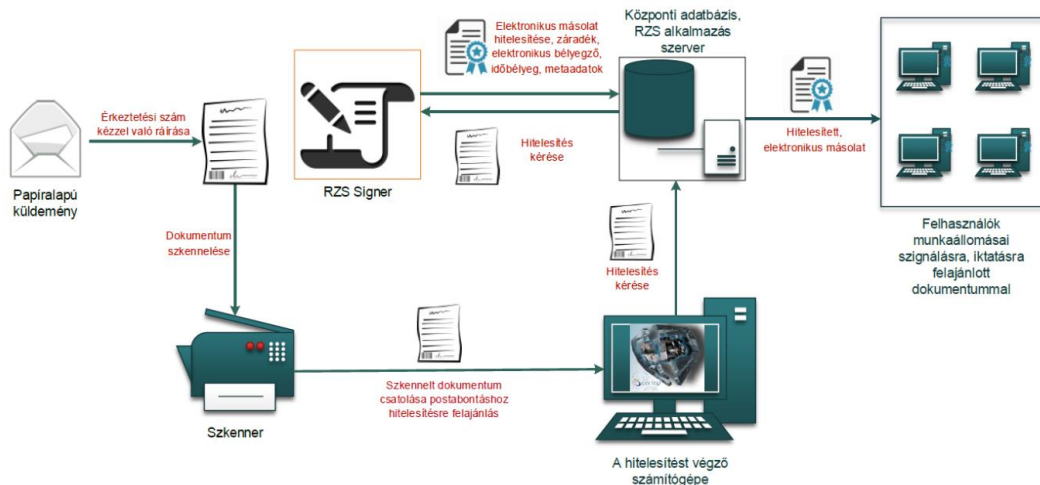 Elektronikus másolat
hitelesítése, záradék,
elektronikus bélyegző,
időbélyeg, metaadatok
Központi adatbázis,
RZS alkalmazás
szerver
Érkeztetési szám
kézzel való ráírása
Papíralapú
küldemény
RZS Signer
Hitelesítés
kérése
Hitelesített,
elektronikus másolat
Felhasználók
munkaállomásai
szignálásra, iktatásra
felajánlott
dokumentummal
Dokumentum
szkennelése
Hitelesítés
kérése
Szkennelt dokumentum
csatolása postabontáshoz
hitelesítésre felajánlás
Szkenner
A hitelesítést végző
számítógépe